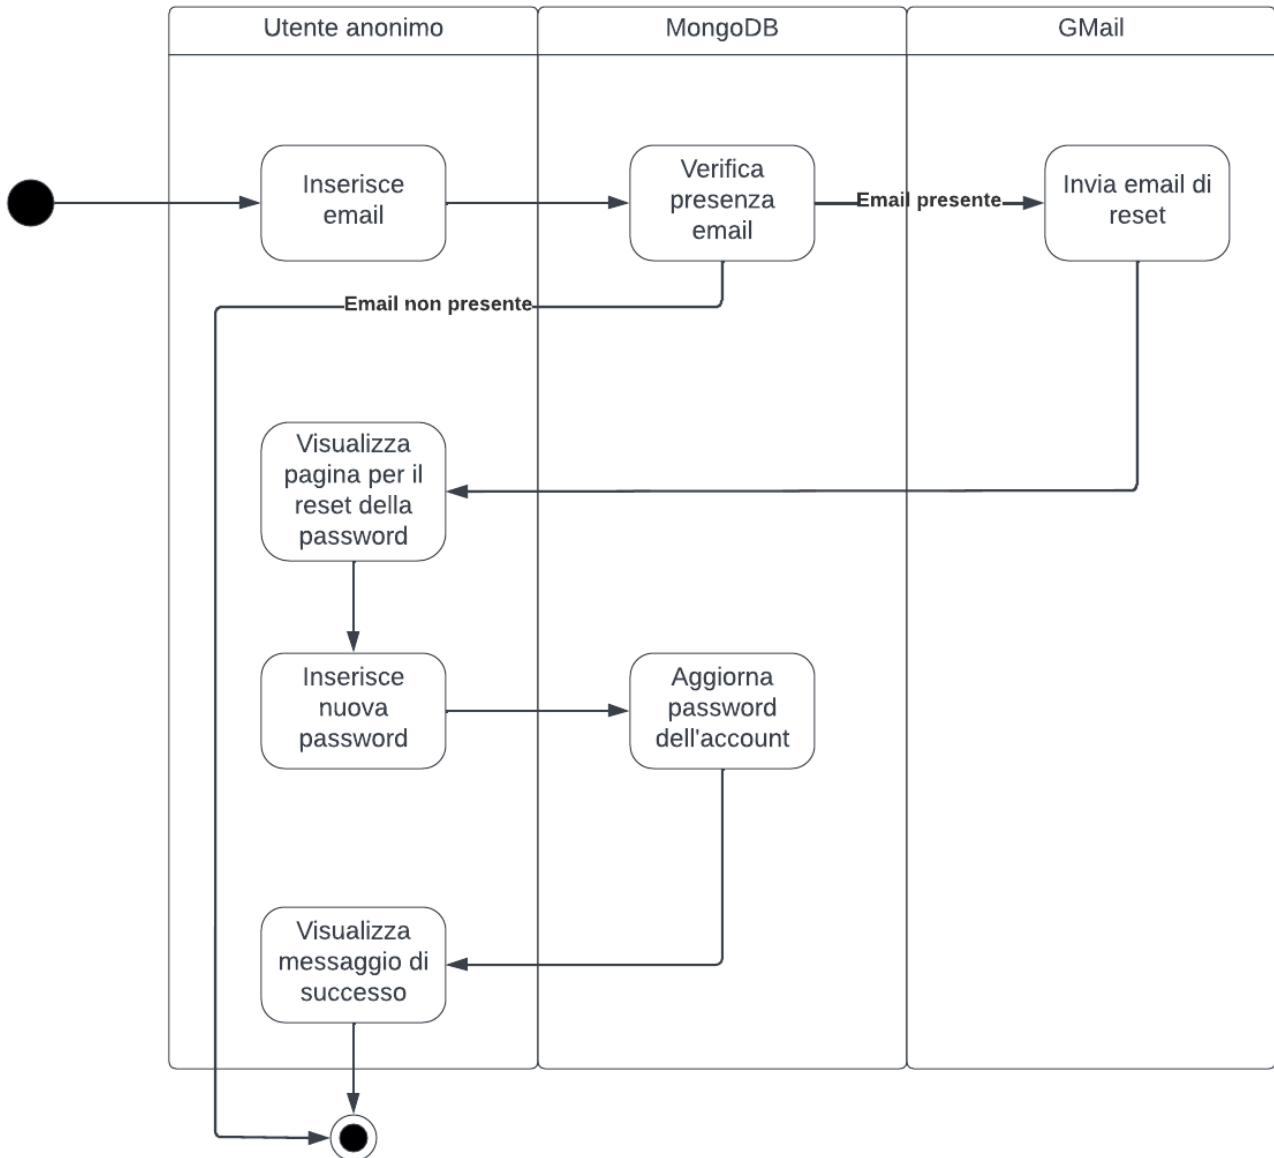 Utente anonimo
MongoDB
GMail
Inserisce
email
Verifica
presenza
email
Email presente
Invia email di
reset
Email non presente
Visualizza
pagina per il
reset della
password
Inserisce
nuova
password
Aggiorna
password
dell'account
Visualizza
messaggio di
successo